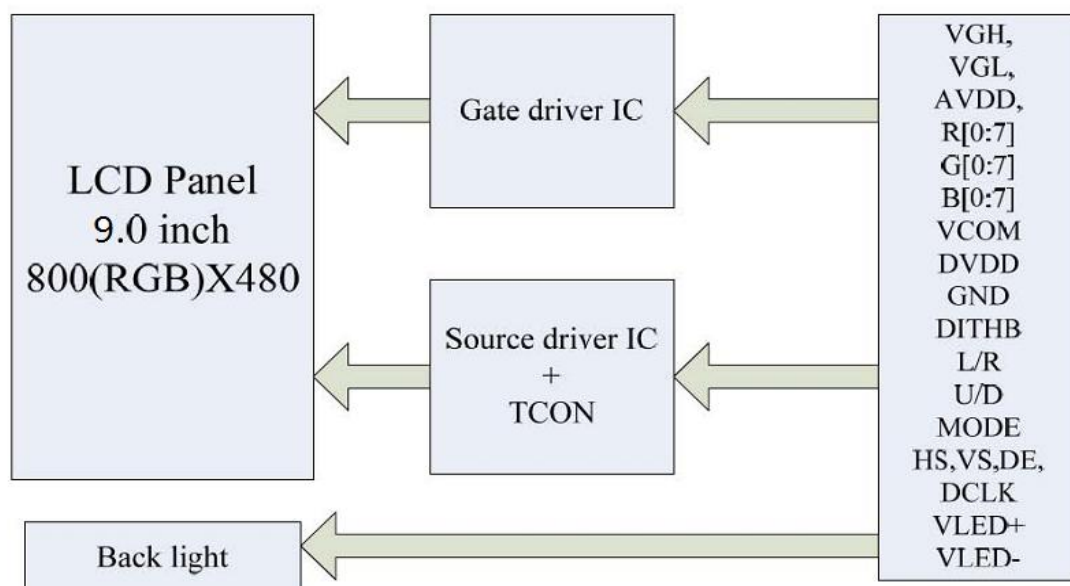 LCD Panel
9.0 inch
800(RGB)X480
Gate driver IC
Source driver IC
+
TCON
Back light
VGH,
VGL,
AVDD,
R[0:7]
G[0:7]
B[0:7]
VCOM
DVDD
GND
DITHB
L/R
U/D
MODE
HS,VS,DE,
DCLK
VLED+
VLED-